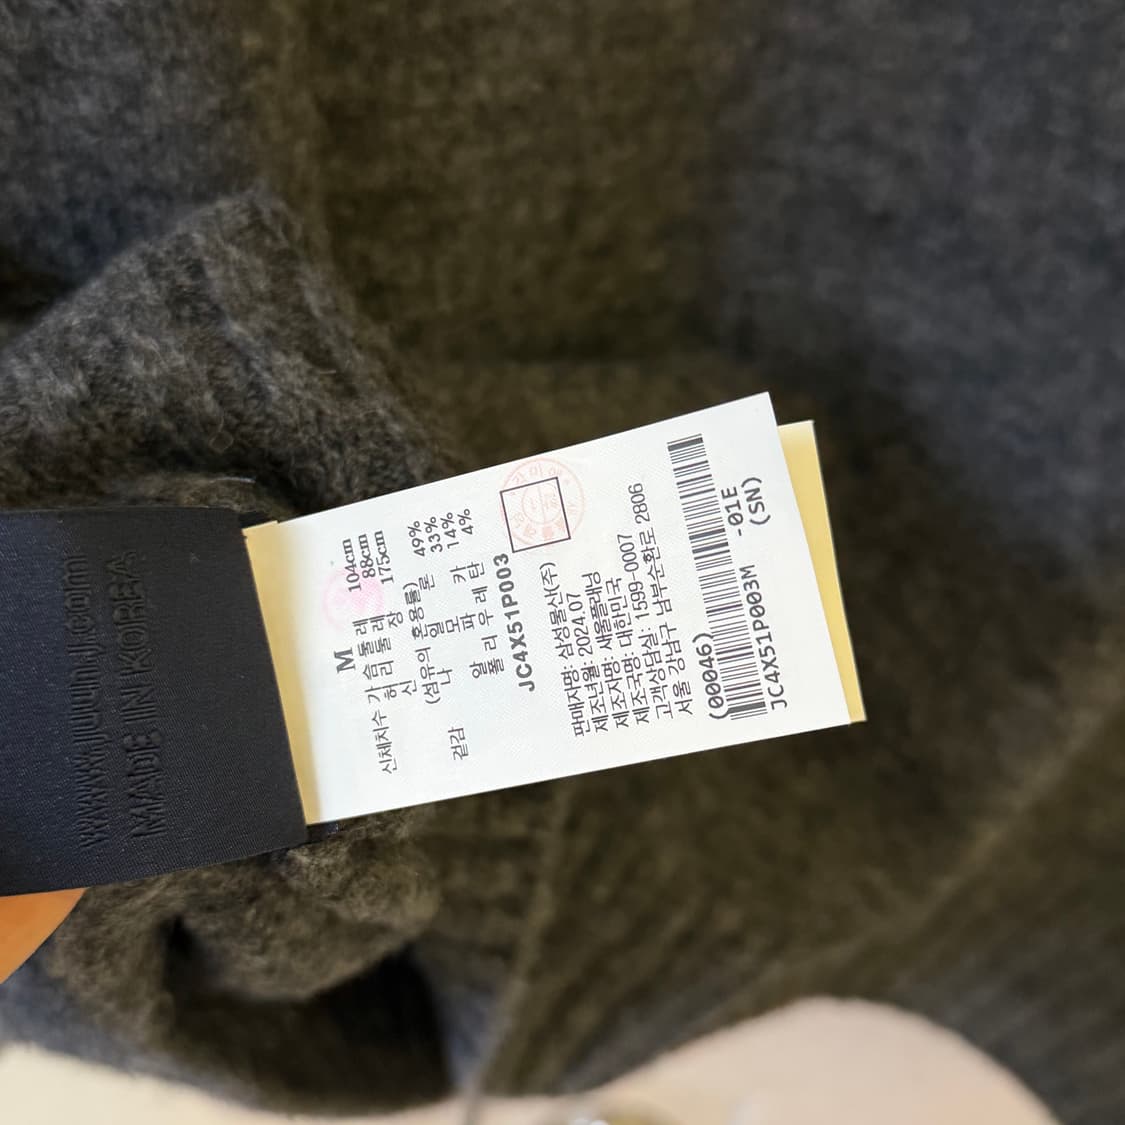 www.juunj.com
MADE IN KOREA
M
신체치수 가슴둘레 104cm
허리둘레 88cm
신장 175cm
(섬유의 혼용률)
겉감 나일론 49%
알파카 33%
모 14%
폴리우레탄 4%
JC4X51P003
판매자명: 삼성물산(주)
제조년월: 2024.07
제조자명: 새울플래닝
제조국명: 대한민국
고객상담실: 1599-0007
서울 강남구 남부순환로 2806
(00046)
JC4X51P003M -01E
(SN)